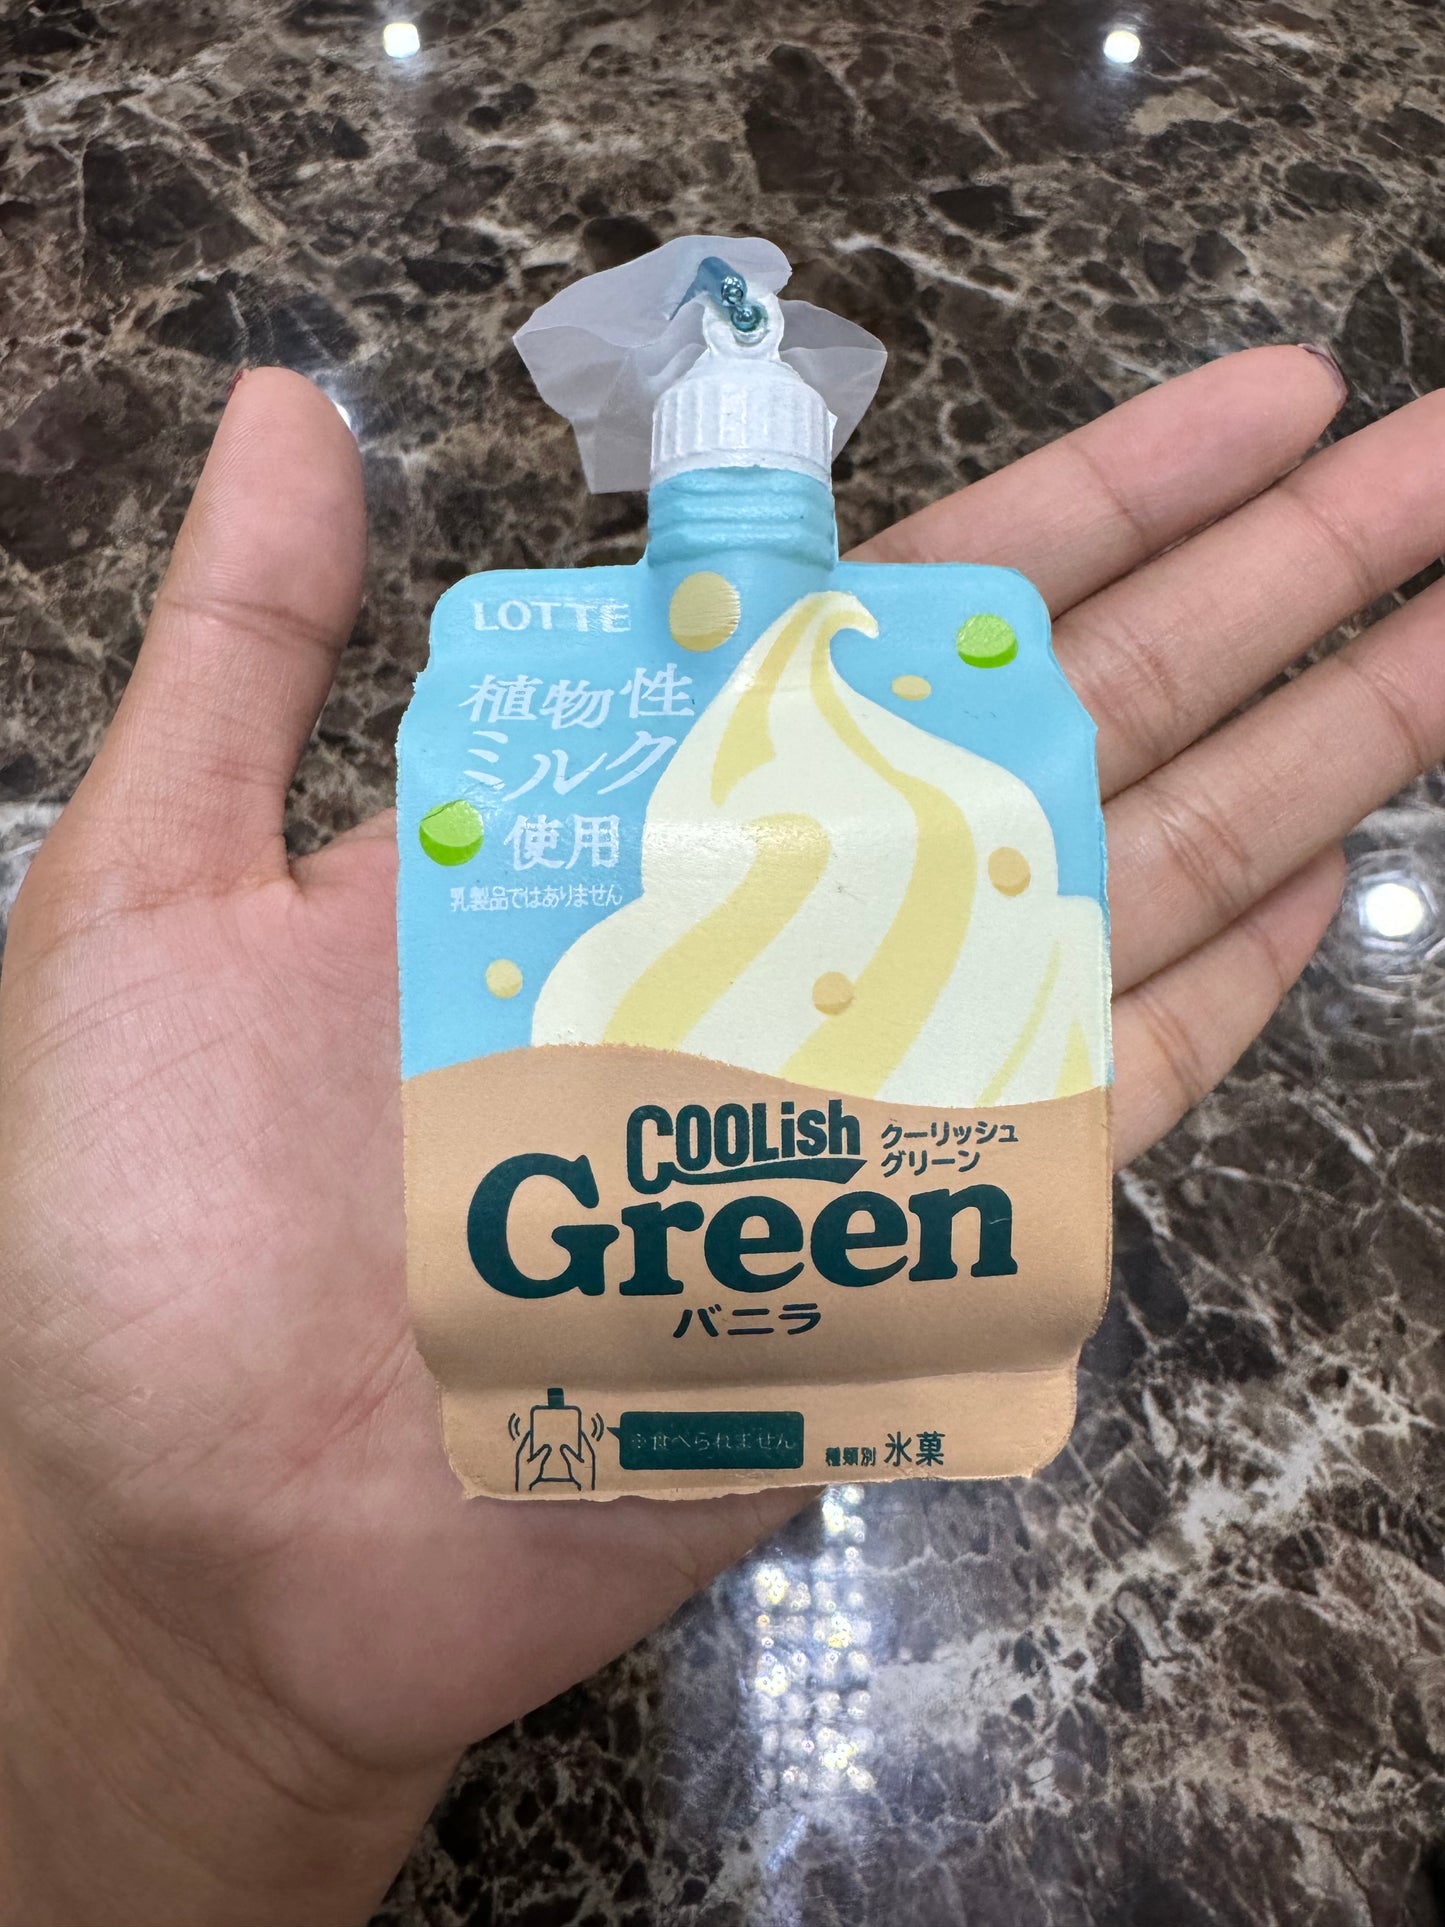 LOTTE
植物性
ミルク
使用
乳製品ではありません
COOLish
クーリッシュ
グリーン
Green
バニラ
※食べられません
種類別 氷菓